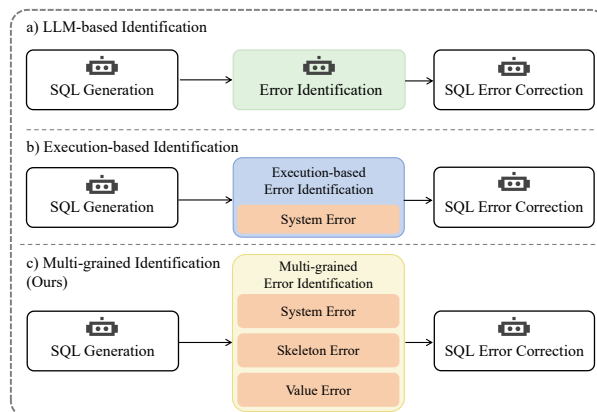 a) LLM-based Identification
SQL Generation
Error Identification
SQL Error Correction
b) Execution-based Identification
SQL Generation
Execution-based
Error Identification
System Error
SQL Error Correction
c) Multi-grained Identification
(Ours)
SQL Generation
Multi-grained
Error Identification
System Error
Skeleton Error
Value Error
SQL Error Correction